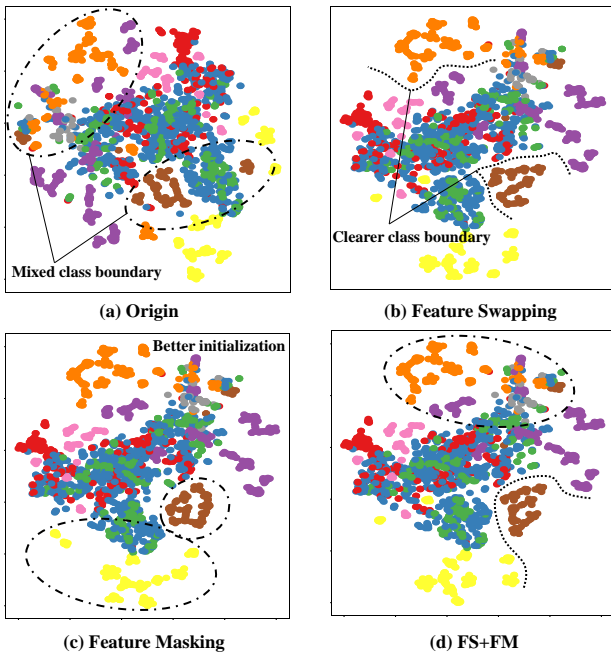 Mixed class boundary
(a) Origin
Clearer class boundary
(b) Feature Swapping
Better initialization
(c) Feature Masking
(d) FS+FM